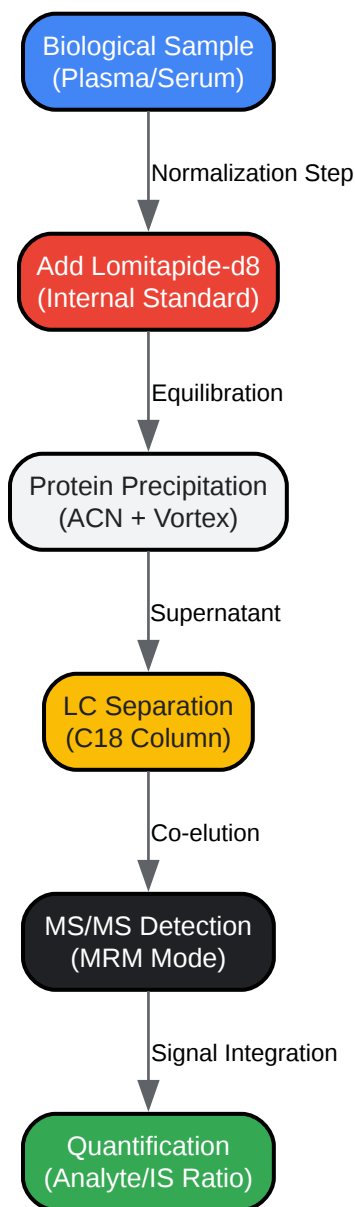 Biological Sample
(Plasma/Serum)
Normalization Step
Add Lomitapide-d8
(Internal Standard)
Equilibration
Protein Precipitation
(ACN + Vortex)
Supernatant
LC Separation
(C18 Column)
Co-elution
MS/MS Detection
(MRM Mode)
Signal Integration
Quantification
(Analyte/IS Ratio)